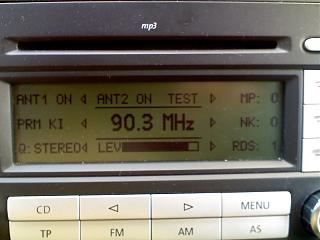 mp3
ANT1 ON ANT2 ON TEST MP: 0
PRM KI 90.3 MHz NK: 0
Q: STEREO LEV RDS: 1
CD MENU
TP FM AM AS